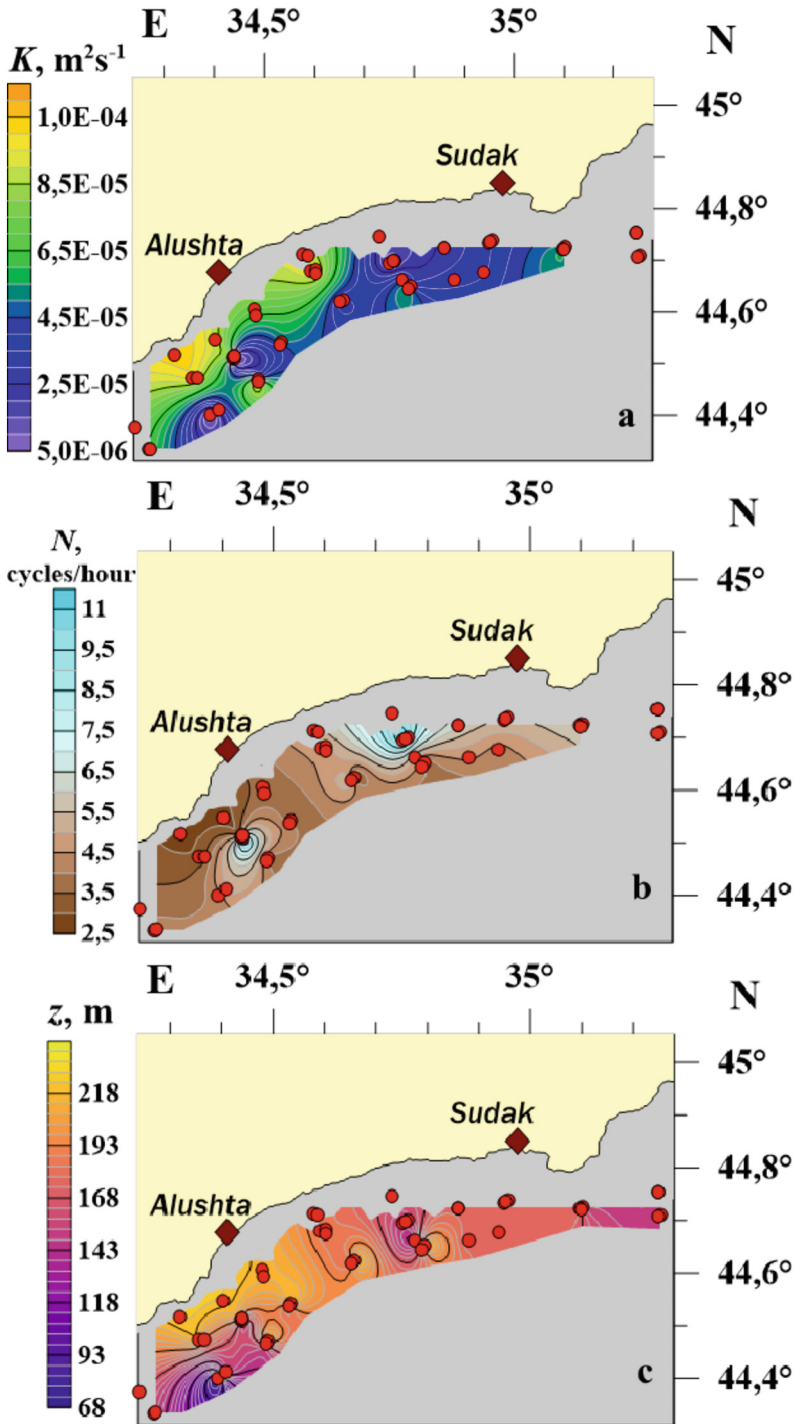 E 34,5° 35° N
K, m²s⁻¹
45°
1,0E-04
Sudak
8,5E-05
44,8°
Alushta
6,5E-05
44,6°
4,5E-05
2,5E-05
44,4°
a
5,0E-06
E 34,5° 35° N
N,
cycles/hour
45°
11
Sudak
9,5
44,8°
8,5
Alushta
7,5
6,5
44,6°
5,5
4,5
b
44,4°
3,5
2,5
E 34,5° 35° N
z, m
45°
218
Sudak
193
44,8°
168
Alushta
143
44,6°
118
93
c
44,4°
68